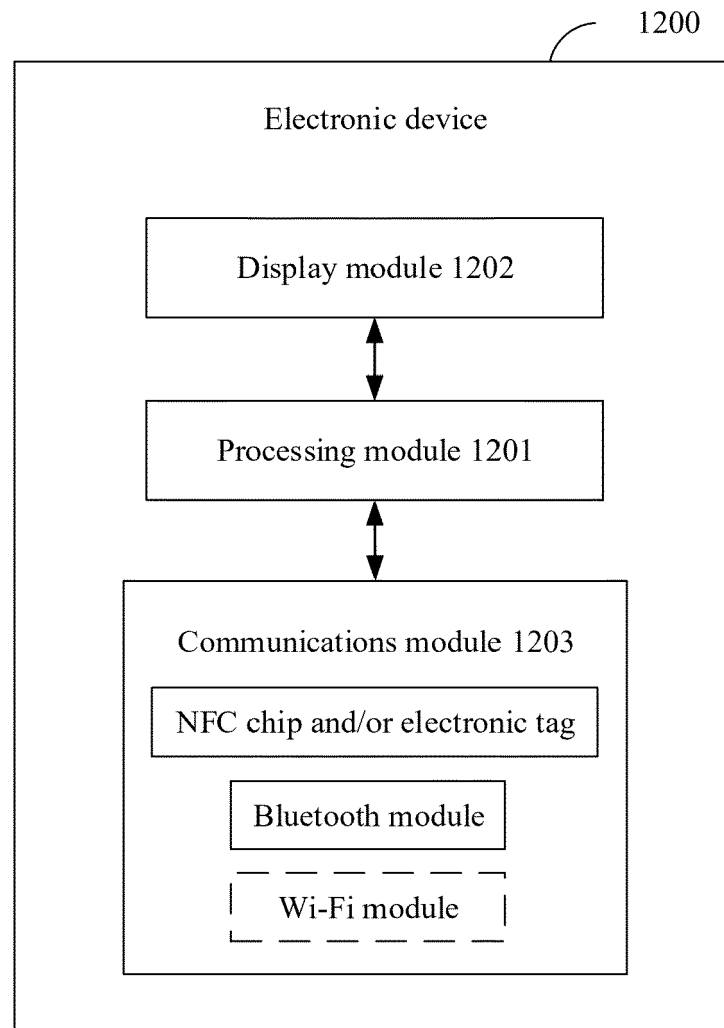 1200
Electronic device
Display module 1202
Processing module 1201
Communications module 1203
NFC chip and/or electronic tag
Bluetooth module
Wi-Fi module